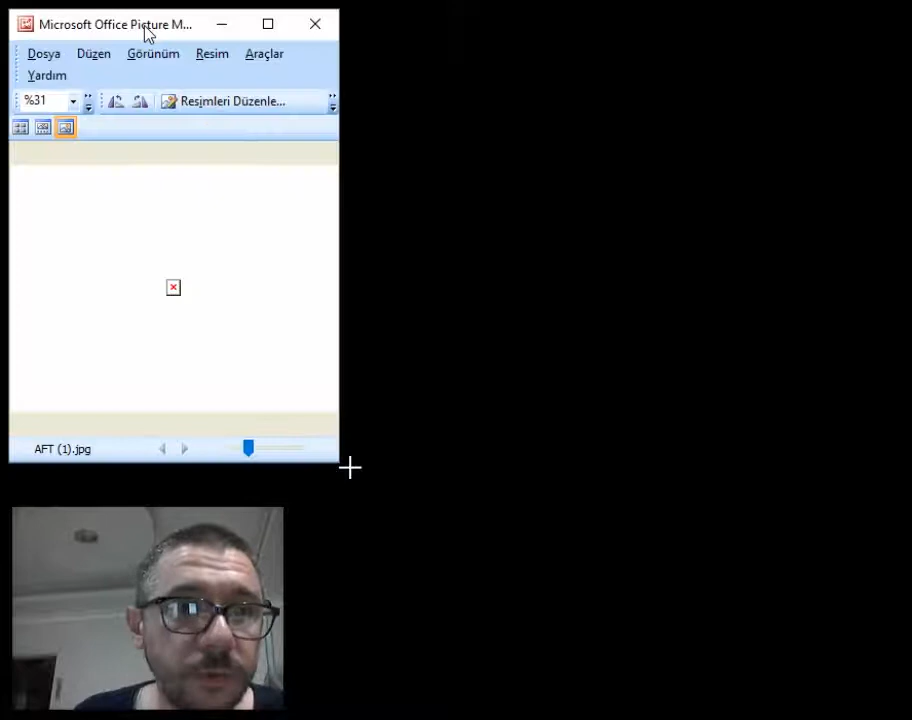 Microsoft Office Picture M...
Dosya Düzen Görünüm Resim Araçlar
Yardım
%31 Resimleri Düzenle...
AFT (1).jpg